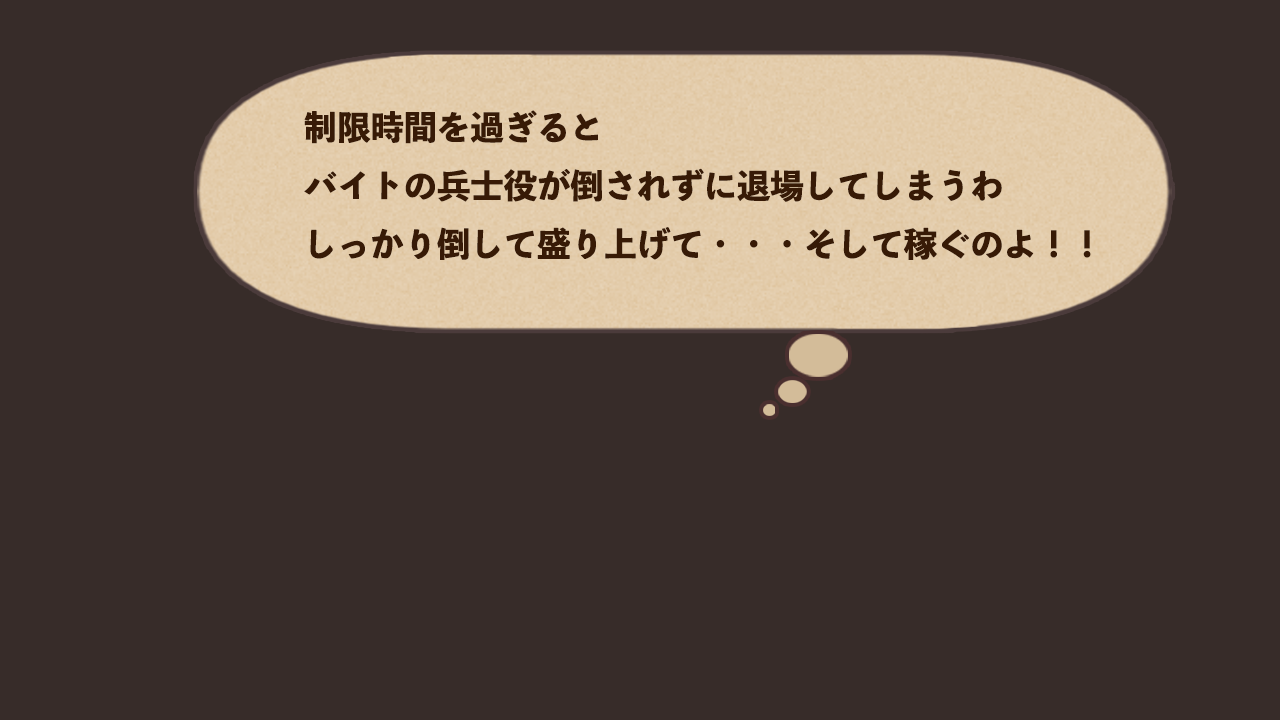 制限時間を過ぎると
バイトの兵士役が倒されずに退場してしまうわ
しっかり倒して盛り上げて・・・そして稼ぐのよ！！